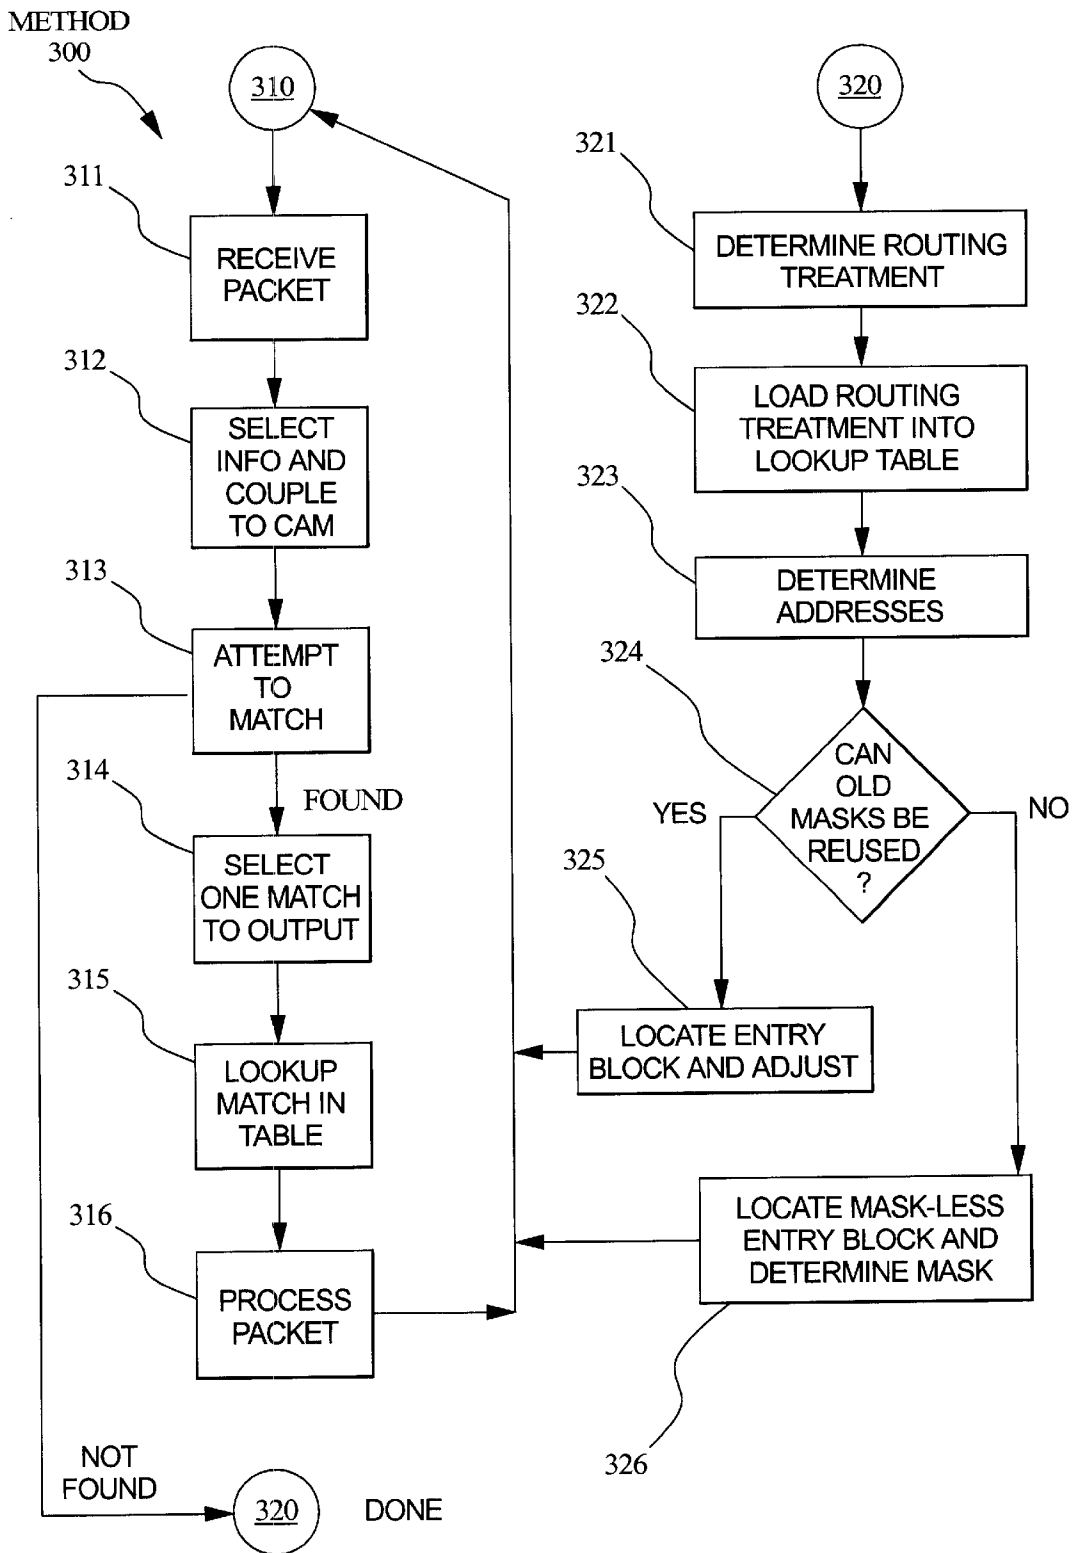 METHOD
300
310
311
RECEIVE
PACKET
312
SELECT
INFO AND
COUPLE
TO CAM
313
ATTEMPT
TO
MATCH
314
FOUND
SELECT
ONE MATCH
TO OUTPUT
315
LOOKUP
MATCH IN
TABLE
316
PROCESS
PACKET
NOT
FOUND
320
DONE
320
321
DETERMINE ROUTING
TREATMENT
322
LOAD ROUTING
TREATMENT INTO
LOOKUP TABLE
323
DETERMINE
ADDRESSES
324
CAN
OLD
MASKS BE
REUSED
?
YES
NO
325
LOCATE ENTRY
BLOCK AND ADJUST
LOCATE MASK-LESS
ENTRY BLOCK AND
DETERMINE MASK
326